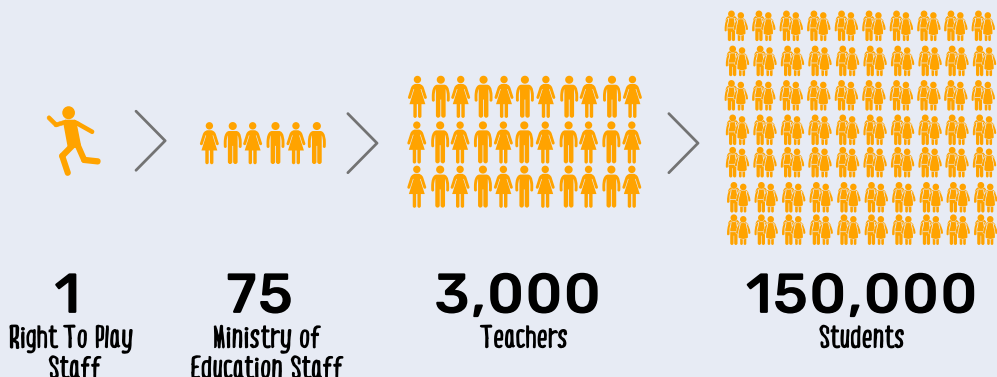 1
Right To Play
Staff
75
Ministry of
Education Staff
3,000
Teachers
150,000
Students